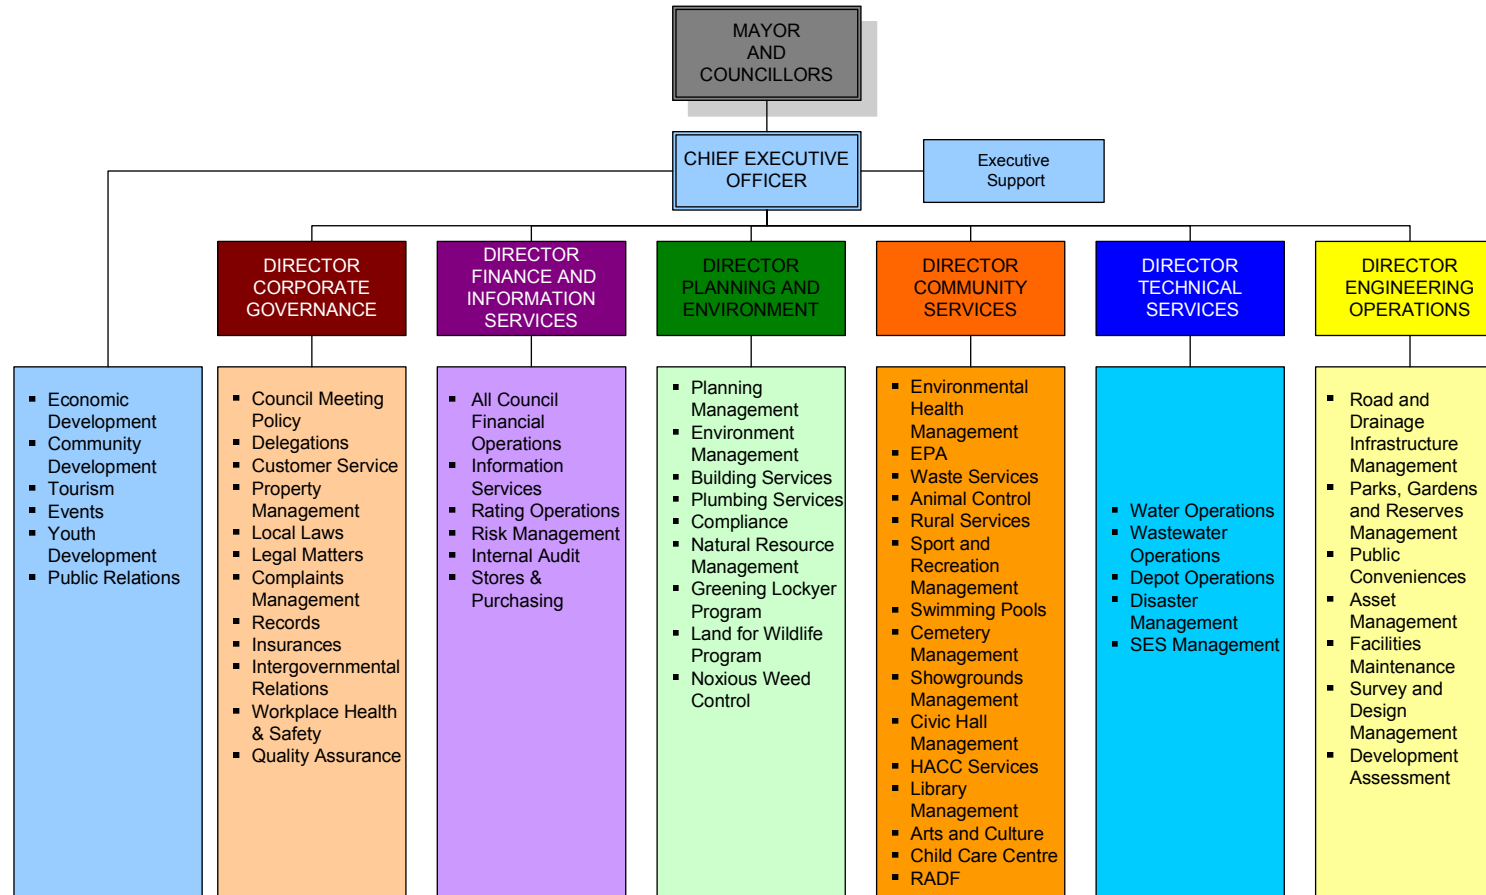 MAYOR
AND
COUNCILLORS
CHIEF EXECUTIVE
OFFICER
Executive
Support
DIRECTOR
CORPORATE
GOVERNANCE
DIRECTOR
FINANCE AND
INFORMATION
SERVICES
DIRECTOR
PLANNING AND
ENVIRONMENT
DIRECTOR
COMMUNITY
SERVICES
DIRECTOR
TECHNICAL
SERVICES
DIRECTOR
ENGINEERING
OPERATIONS
▪ Economic
Development
▪ Community
Development
▪ Tourism
▪ Events
▪ Youth
Development
▪ Public Relations
▪ Council Meeting
Policy
▪ Delegations
▪ Customer Service
▪ Property
Management
▪ Local Laws
▪ Legal Matters
▪ Complaints
Management
▪ Records
▪ Insurances
▪ Intergovernmental
Relations
▪ Workplace Health
& Safety
▪ Quality Assurance
▪ All Council
Financial
Operations
▪ Information
Services
▪ Rating Operations
▪ Risk Management
▪ Internal Audit
▪ Stores &
Purchasing
▪ Planning
Management
▪ Environment
Management
▪ Building Services
▪ Plumbing Services
▪ Compliance
▪ Natural Resource
Management
▪ Greening Lockyer
Program
▪ Land for Wildlife
Program
▪ Noxious Weed
Control
▪ Environmental
Health
Management
▪ EPA
▪ Waste Services
▪ Animal Control
▪ Rural Services
▪ Sport and
Recreation
Management
▪ Swimming Pools
▪ Cemetery
Management
▪ Showgrounds
Management
▪ Civic Hall
Management
▪ HACC Services
▪ Library
Management
▪ Arts and Culture
▪ Child Care Centre
▪ RADF
▪ Water Operations
▪ Wastewater
Operations
▪ Depot Operations
▪ Disaster
Management
▪ SES Management
▪ Road and
Drainage
Infrastructure
Management
▪ Parks, Gardens
and Reserves
Management
▪ Public
Conveniences
▪ Asset
Management
▪ Facilities
Maintenance
▪ Survey and
Design
Management
▪ Development
Assessment